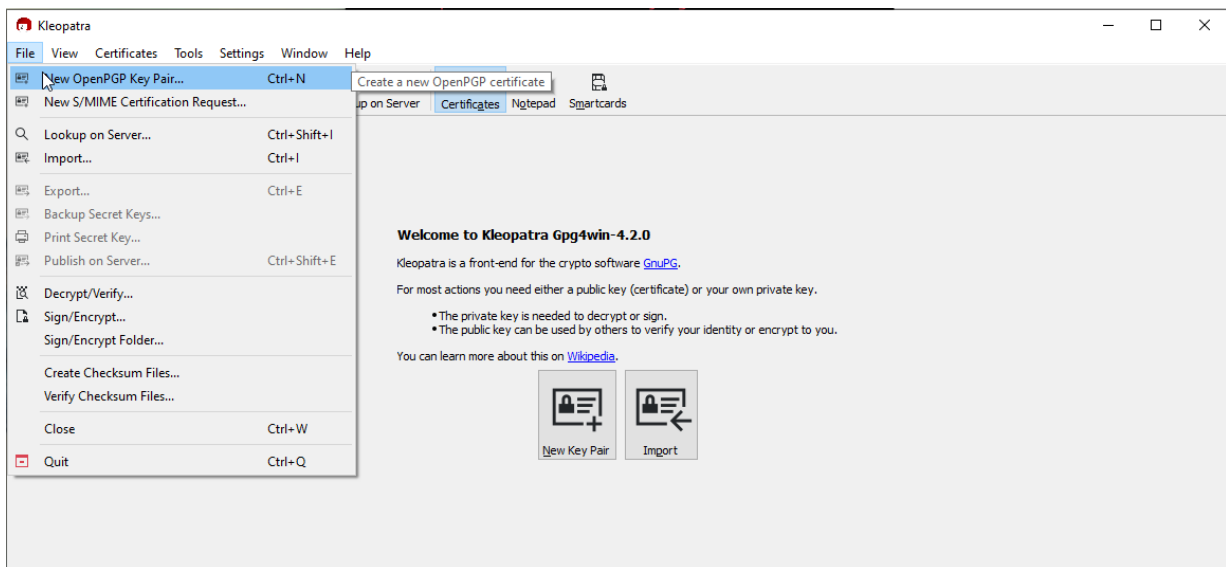 Kleopatra
File View Certificates Tools Settings Window Help
New OpenPGP Key Pair... Ctrl+N
Create a new OpenPGP certificate
New S/MIME Certification Request...
up on Server Certificates Notepad Smartcards
Lookup on Server... Ctrl+Shift+I
Import... Ctrl+I
Export... Ctrl+E
Backup Secret Keys...
Print Secret Key...
Publish on Server... Ctrl+Shift+E
Decrypt/Verify...
Sign/Encrypt...
Sign/Encrypt Folder...
Create Checksum Files...
Verify Checksum Files...
Close Ctrl+W
Quit Ctrl+Q
Welcome to Kleopatra Gpg4win-4.2.0
Kleopatra is a front-end for the crypto software GnuPG.
For most actions you need either a public key (certificate) or your own private key.
•The private key is needed to decrypt or sign.
•The public key can be used by others to verify your identity or encrypt to you.
You can learn more about this on Wikipedia.
New Key Pair Import